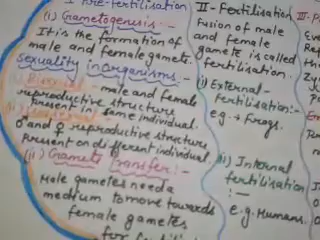 I Pre-fertilisation
(i) Gametogenesis :-
It is the formation of
male and female gamete.
Sexuality in organisms :-
(i) Bisexual - male and female
reproductive structure
present in same individual.
♂ and ♀ reproductive structure
Present on different individual
(ii) Gamete Transfer :-
Male gametes need a
medium to move towards
female gametes
for
II - Fertilisation
Fusion of male
and female
gamete is called
fertilisation.
(i) External-
fertilisation:-
e.g → Frogs.
ii) Internal
fertilisation
:-
e.g. Humans.